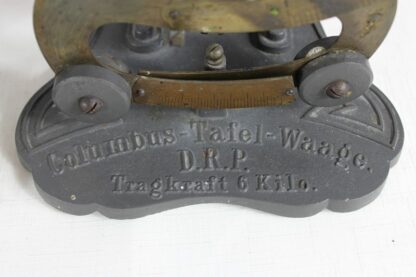 Columbus-Tafel-Waage.
D.R.P.
Tragkraft 6 Kilo.